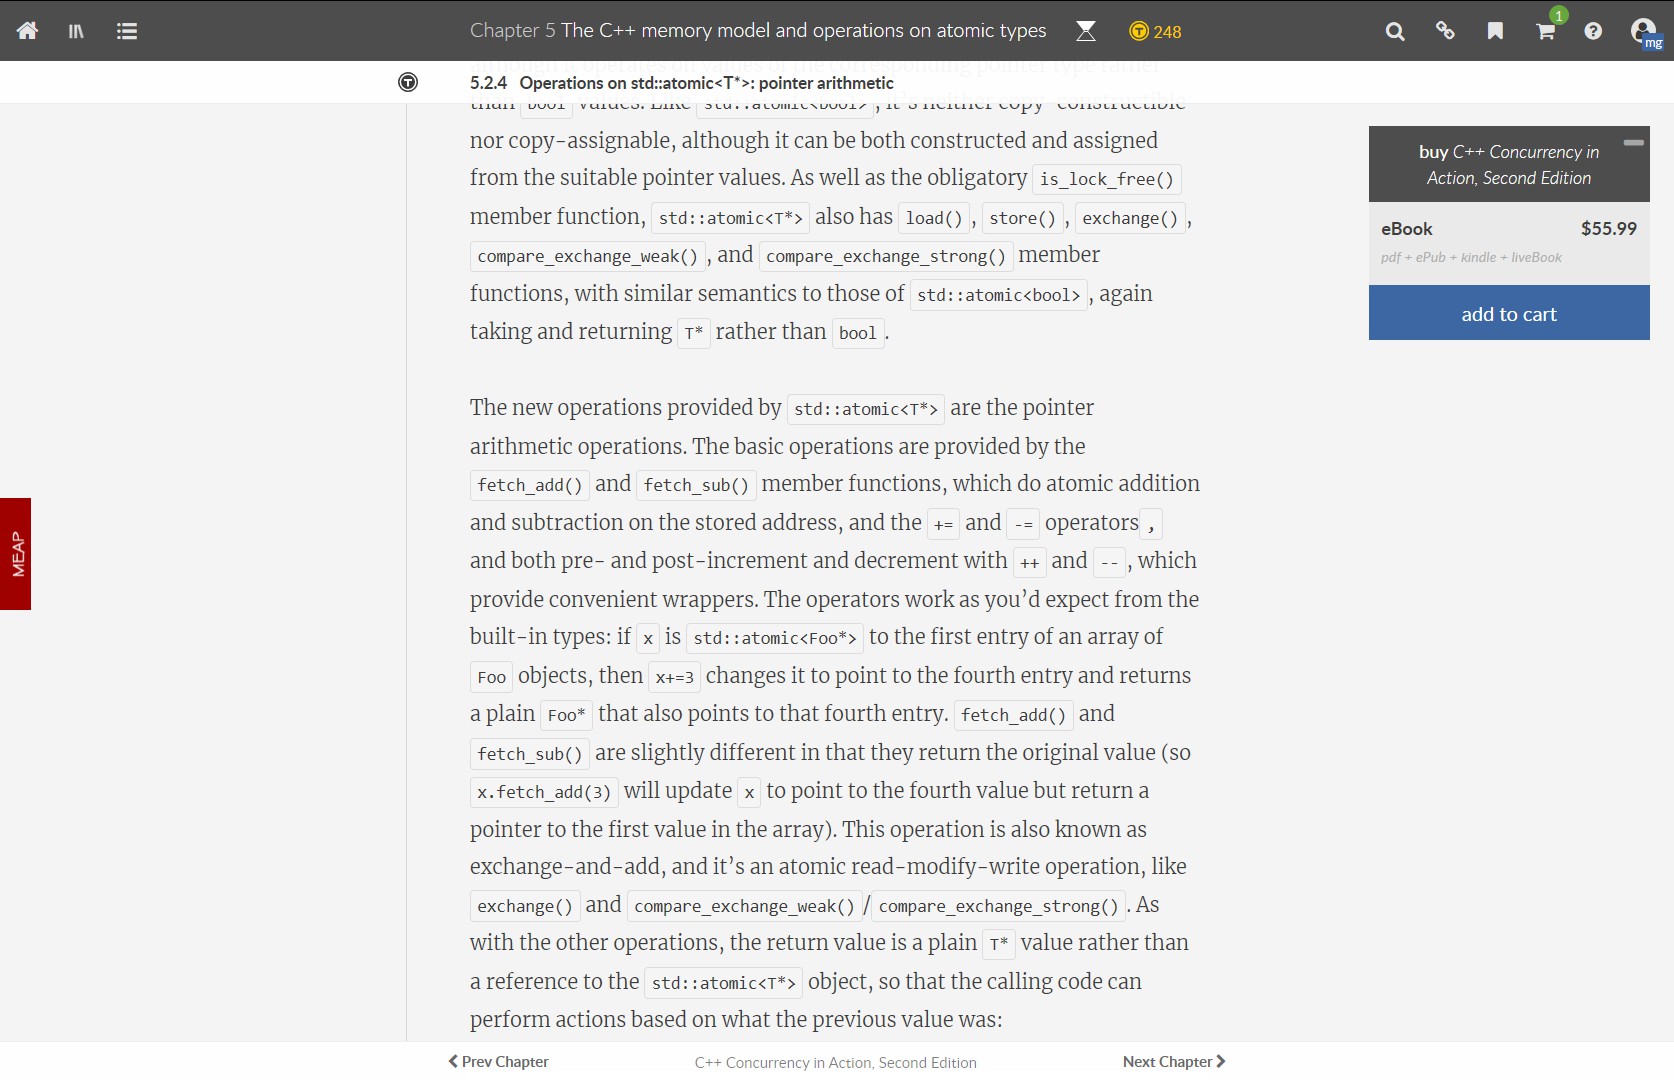 Chapter 5 The C++ memory model and operations on atomic types
248
1
mg
although it operates on values of the corresponding pointer type rather
5.2.4 Operations on std::atomic<T*>: pointer arithmetic
than bool values. Like std::atomic<bool>, it's neither copy-constructible
nor copy-assignable, although it can be both constructed and assigned
from the suitable pointer values. As well as the obligatory is_lock_free()
member function, std::atomic<T*> also has load(), store(), exchange(),
compare_exchange_weak(), and compare_exchange_strong() member
functions, with similar semantics to those of std::atomic<bool>, again
taking and returning T* rather than bool.
The new operations provided by std::atomic<T*> are the pointer
arithmetic operations. The basic operations are provided by the
fetch_add() and fetch_sub() member functions, which do atomic addition
and subtraction on the stored address, and the += and -= operators,
and both pre- and post-increment and decrement with ++ and --, which
provide convenient wrappers. The operators work as you’d expect from the
built-in types: if x is std::atomic<Foo*> to the first entry of an array of
Foo objects, then x+=3 changes it to point to the fourth entry and returns
a plain Foo* that also points to that fourth entry. fetch_add() and
fetch_sub() are slightly different in that they return the original value (so
x.fetch_add(3) will update x to point to the fourth value but return a
pointer to the first value in the array). This operation is also known as
exchange-and-add, and it’s an atomic read-modify-write operation, like
exchange() and compare_exchange_weak()/compare_exchange_strong(). As
with the other operations, the return value is a plain T* value rather than
a reference to the std::atomic<T*> object, so that the calling code can
perform actions based on what the previous value was:
MEAP
buy C++ Concurrency in
Action, Second Edition
eBook $55.99
pdf + ePub + kindle + liveBook
add to cart
Prev Chapter
C++ Concurrency in Action, Second Edition
Next Chapter